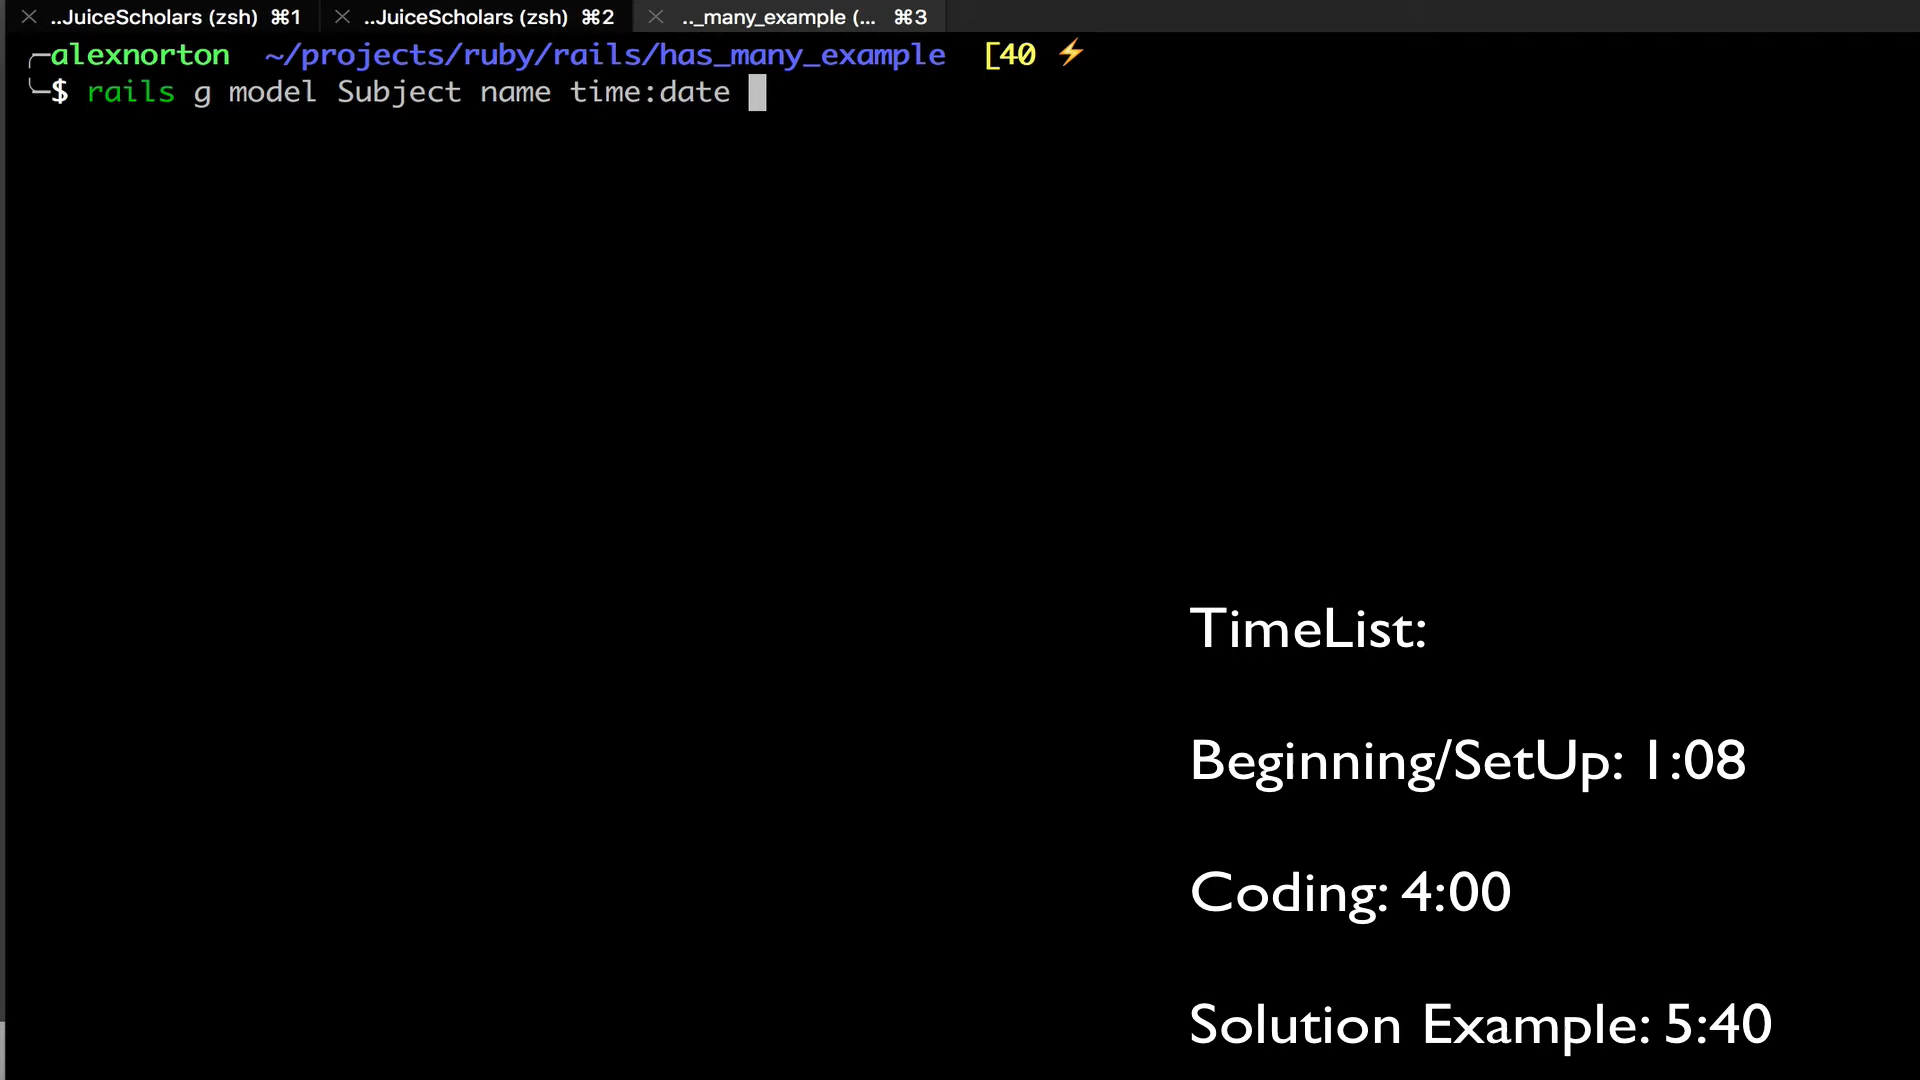 ..JuiceScholars (zsh) ⌘1 ..JuiceScholars (zsh) ⌘2 .._many_example (... ⌘3
alexnorton ~/projects/ruby/rails/has_many_example [40 ⚡
$ rails g model Subject name time:date
TimeList:
Beginning/SetUp: 1:08
Coding: 4:00
Solution Example: 5:40